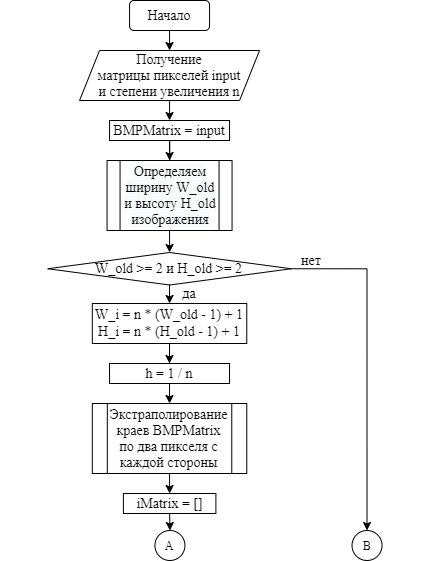 Начало
Получение
матрицы пикселей input
и степени увеличения n
BMPMatrix = input
Определяем
ширину W_old
и высоту H_old
изображения
W_old >= 2 и H_old >= 2
нет
да
W_i = n * (W_old - 1) + 1
H_i = n * (H_old - 1) + 1
h = 1 / n
Экстраполирование
краев BMPMatrix
по два пикселя с
каждой стороны
iMatrix = []
A
B